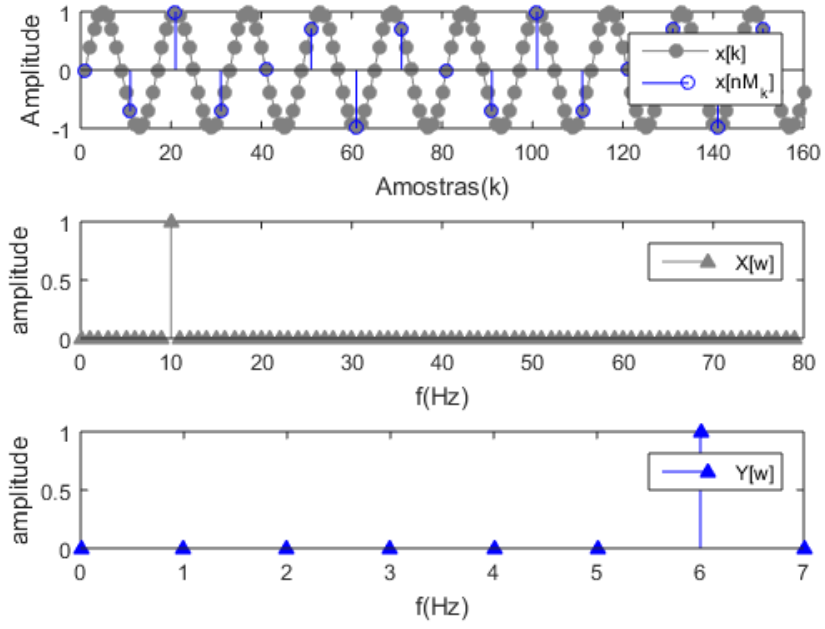 Amplitude
1
0
-1
x[k]
x[nM_k]
0 20 40 60 80 100 120 140 160
Amostras(k)
amplitude
1
0.5
0
X[w]
0 10 20 30 40 50 60 70 80
f(Hz)
amplitude
1
0.5
0
Y[w]
0 1 2 3 4 5 6 7
f(Hz)